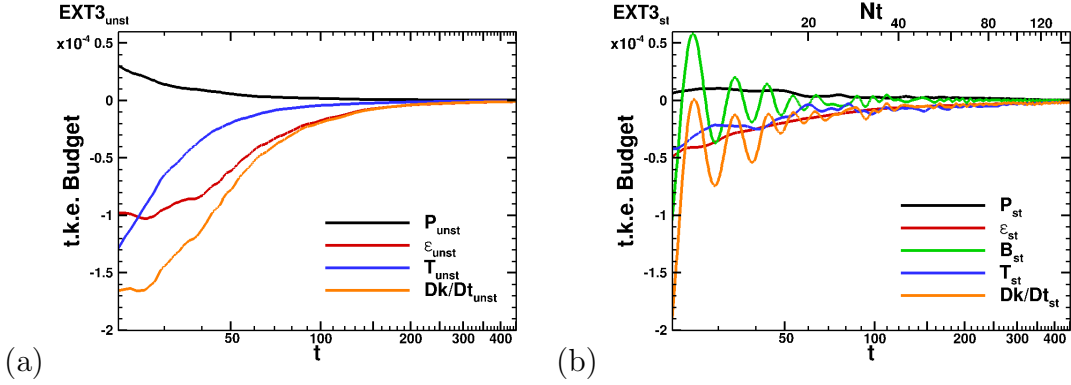 EXT3unst
x10-4
0.5
0
-0.5
-1
-1.5
-2
t.k.e. Budget
Punst
εunst
Tunst
Dk/Dtunst
50 100 200 300 400
t
(a)
EXT3st
Nt
20 40 80 120
x10-4
0.5
0
-0.5
-1
-1.5
-2
t.k.e. Budget
Pst
εst
Bst
Tst
Dk/Dtst
50 100 200 300 400
t
(b)